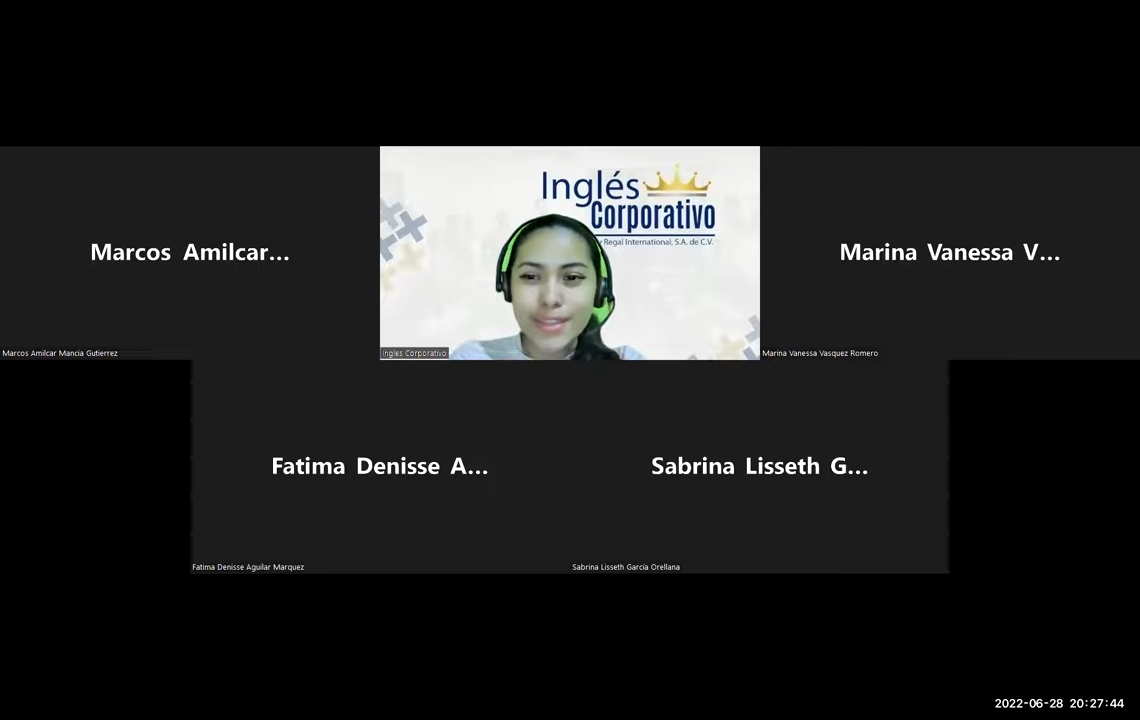 Marcos Amilcar...
Marcos Amilcar Mancia Gutierrez
Inglés
Corporativo
y Regal International, S.A. de C.V.
Ingles Corporativo
Marina Vanessa V...
Marina Vanessa Vasquez Romero
Fatima Denisse A...
Fatima Denisse Aguilar Marquez
Sabrina Lisseth G...
Sabrina Lisseth García Orellana
2022-06-28 20:27:44